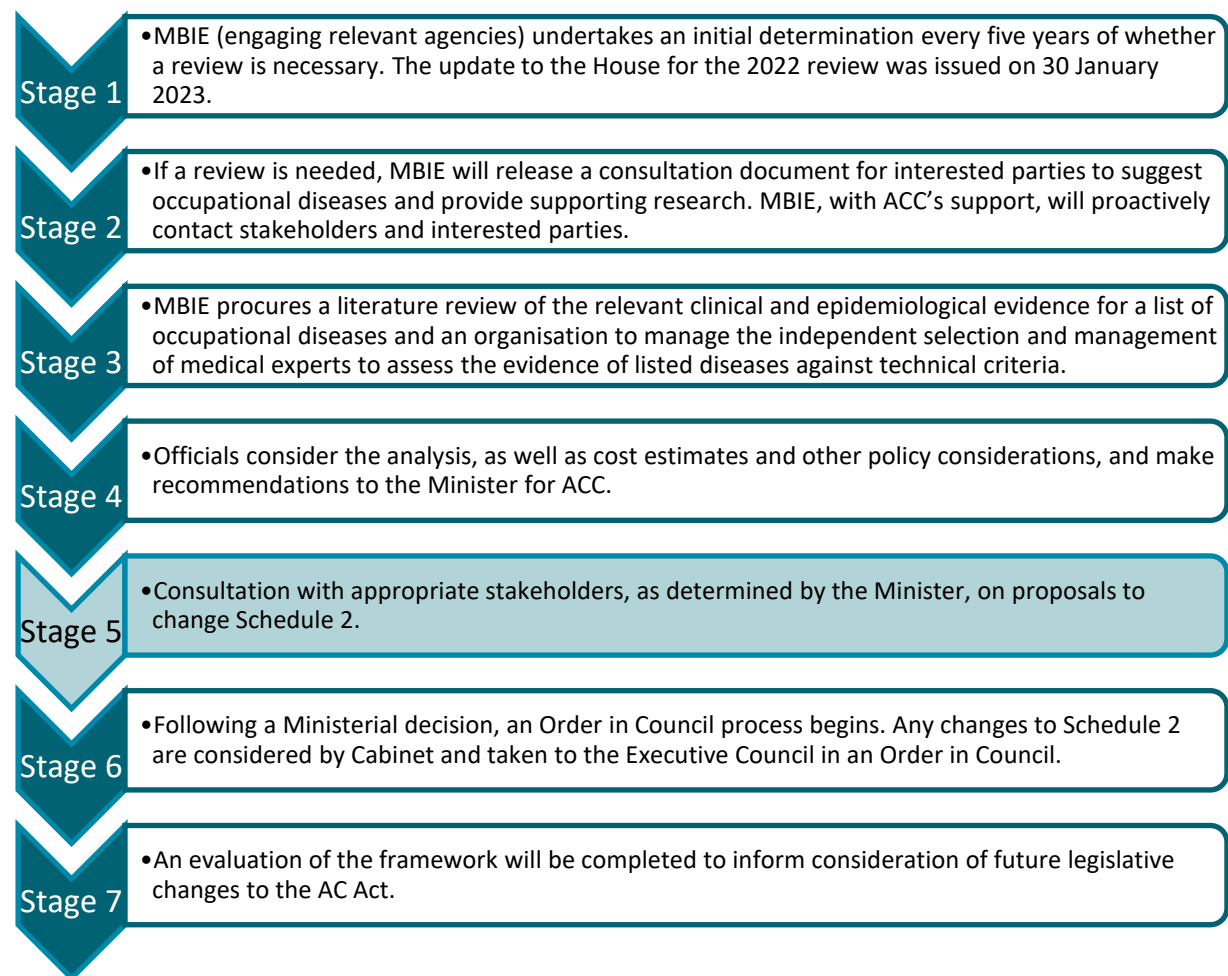 Stage 1
•MBIE (engaging relevant agencies) undertakes an initial determination every five years of whether
a review is necessary. The update to the House for the 2022 review was issued on 30 January
2023.
Stage 2
•If a review is needed, MBIE will release a consultation document for interested parties to suggest
occupational diseases and provide supporting research. MBIE, with ACC’s support, will proactively
contact stakeholders and interested parties.
Stage 3
•MBIE procures a literature review of the relevant clinical and epidemiological evidence for a list of
occupational diseases and an organisation to manage the independent selection and management
of medical experts to assess the evidence of listed diseases against technical criteria.
Stage 4
•Officials consider the analysis, as well as cost estimates and other policy considerations, and make
recommendations to the Minister for ACC.
Stage 5
•Consultation with appropriate stakeholders, as determined by the Minister, on proposals to
change Schedule 2.
Stage 6
•Following a Ministerial decision, an Order in Council process begins. Any changes to Schedule 2
are considered by Cabinet and taken to the Executive Council in an Order in Council.
Stage 7
•An evaluation of the framework will be completed to inform consideration of future legislative
changes to the AC Act.